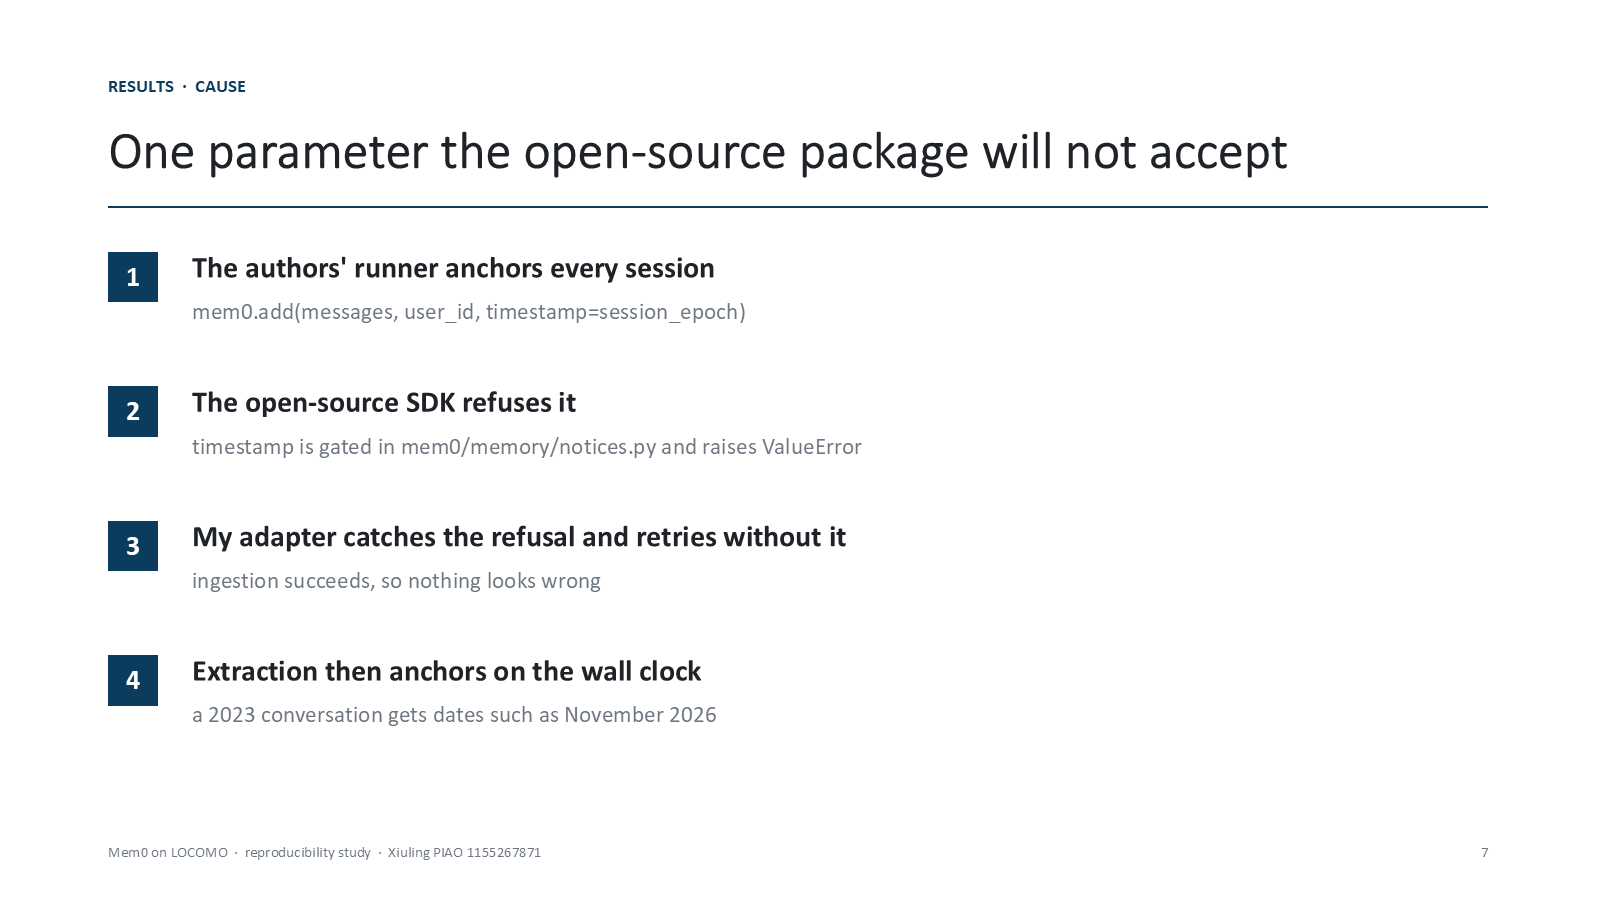 RESULTS · CAUSE
One parameter the open-source package will not accept
1
The authors' runner anchors every session
mem0.add(messages, user_id, timestamp=session_epoch)
2
The open-source SDK refuses it
timestamp is gated in mem0/memory/notices.py and raises ValueError
3
My adapter catches the refusal and retries without it
ingestion succeeds, so nothing looks wrong
4
Extraction then anchors on the wall clock
a 2023 conversation gets dates such as November 2026
Mem0 on LOCOMO · reproducibility study · Xiuling PIAO 1155267871
7